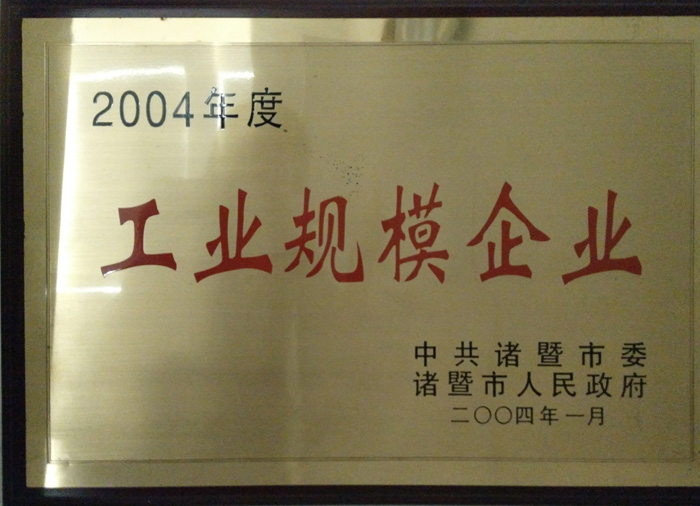 2004年度
工业规模企业
中共诸暨市委
诸暨市人民政府
二〇〇四年一月